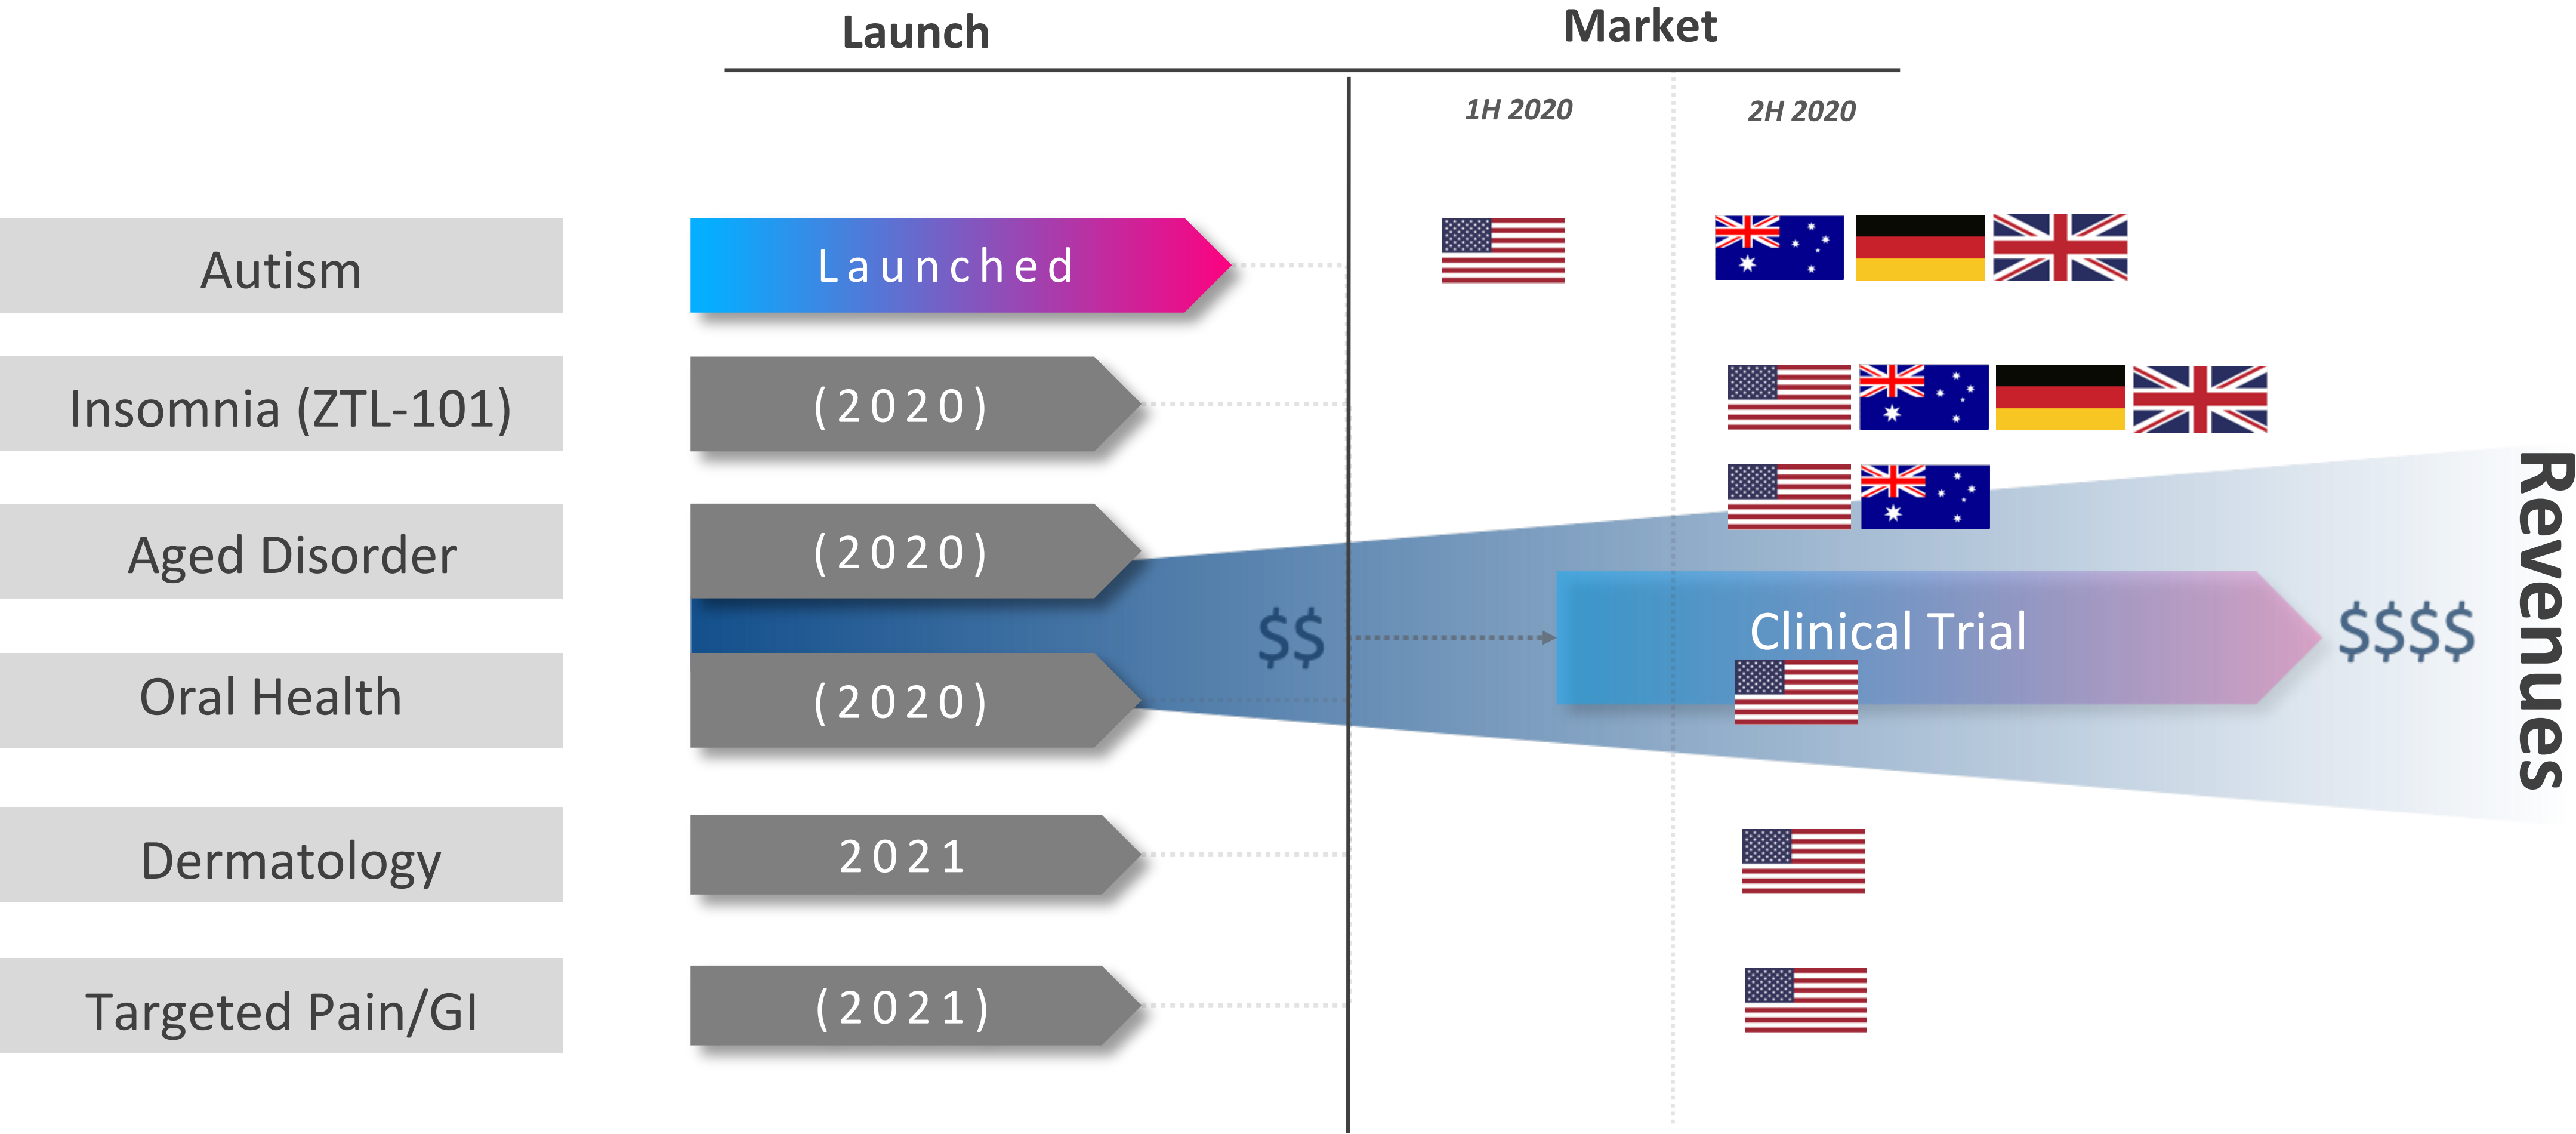 Launch
Market
1H 2020
2H 2020
Autism
Launched
Insomnia (ZTL-101)
(2020)
Aged Disorder
(2020)
$$
Clinical Trial
$$$$
Revenues
Oral Health
(2020)
Dermatology
2021
Targeted Pain/GI
(2021)